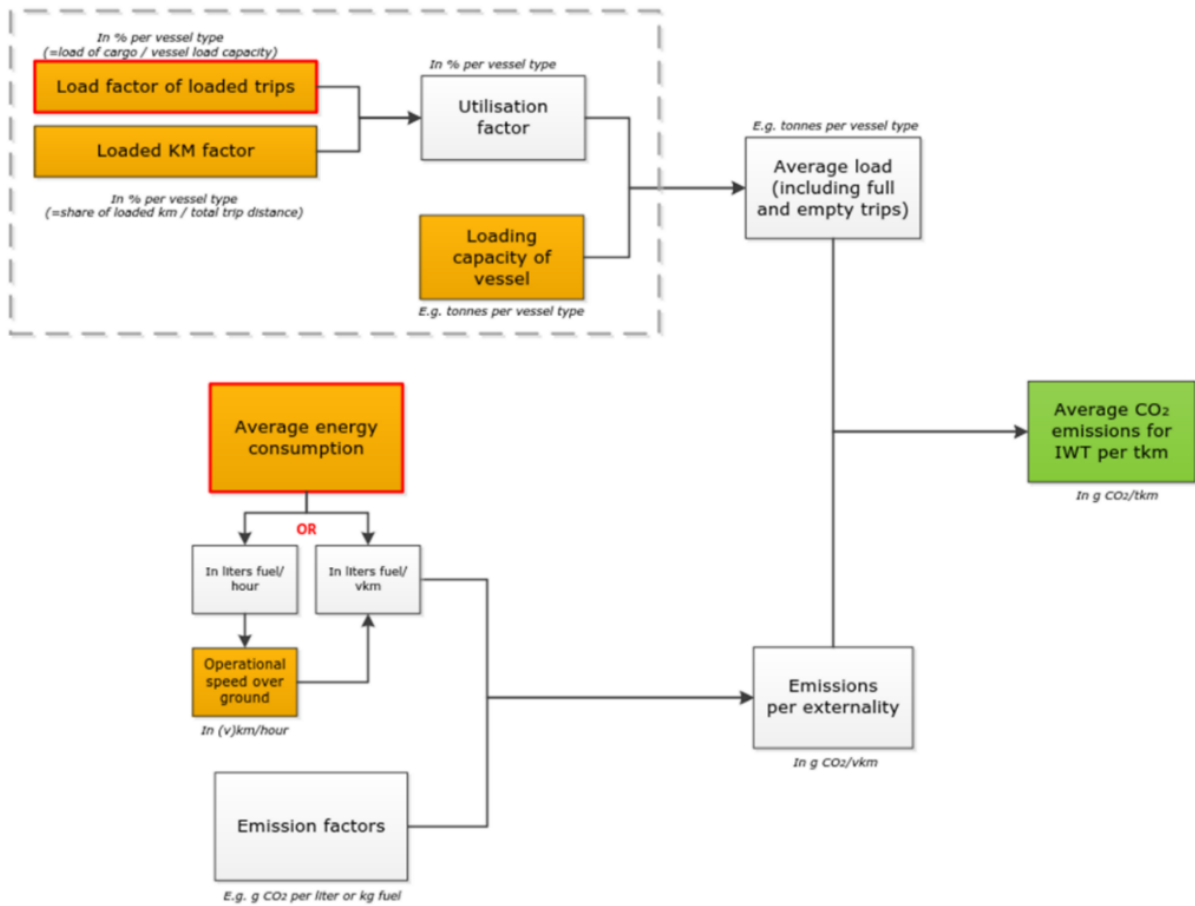 In % per vessel type
(=load of cargo / vessel load capacity)
Load factor of loaded trips
Loaded KM factor
In % per vessel type
(=share of loaded km / total trip distance)
In % per vessel type
Utilisation
factor
Loading
capacity of
vessel
E.g. tonnes per vessel type
E.g. tonnes per vessel type
Average load
(including full
and empty trips)
Average energy
consumption
OR
In liters fuel/
hour
In liters fuel/
vkm
Operational
speed over
ground
In (v)km/hour
Emission factors
E.g. g CO₂ per liter or kg fuel
Emissions
per externality
In g CO₂/vkm
Average CO₂
emissions for
IWT per tkm
In g CO₂/tkm